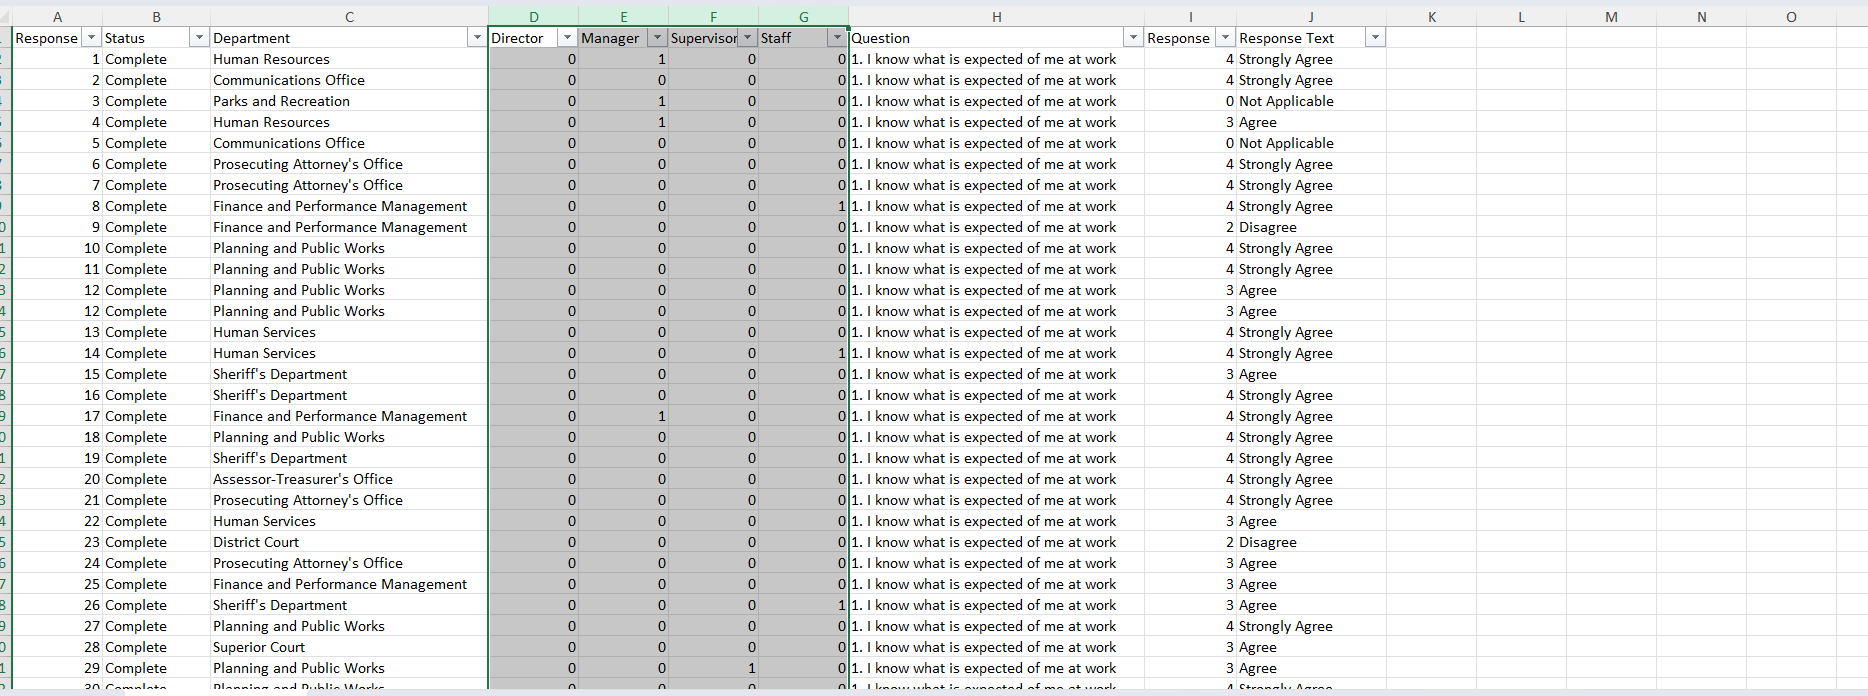 A B C D E F G H I J K L M N O
Response Status Department Director Manager Supervisor Staff Question Response Response Text
1 Complete Human Resources 0 1 0 0 1. I know what is expected of me at work 4 Strongly Agree
2 Complete Communications Office 0 0 0 0 1. I know what is expected of me at work 4 Strongly Agree
3 Complete Parks and Recreation 0 1 0 0 1. I know what is expected of me at work 0 Not Applicable
4 Complete Human Resources 0 1 0 0 1. I know what is expected of me at work 3 Agree
5 Complete Communications Office 0 0 0 0 1. I know what is expected of me at work 0 Not Applicable
6 Complete Prosecuting Attorney's Office 0 0 0 0 1. I know what is expected of me at work 4 Strongly Agree
7 Complete Prosecuting Attorney's Office 0 0 0 0 1. I know what is expected of me at work 4 Strongly Agree
8 Complete Finance and Performance Management 0 0 0 1 1. I know what is expected of me at work 4 Strongly Agree
9 Complete Finance and Performance Management 0 0 0 0 1. I know what is expected of me at work 2 Disagree
10 Complete Planning and Public Works 0 0 0 0 1. I know what is expected of me at work 4 Strongly Agree
11 Complete Planning and Public Works 0 0 0 0 1. I know what is expected of me at work 4 Strongly Agree
12 Complete Planning and Public Works 0 0 0 0 1. I know what is expected of me at work 3 Agree
12 Complete Planning and Public Works 0 0 0 0 1. I know what is expected of me at work 3 Agree
13 Complete Human Services 0 0 0 0 1. I know what is expected of me at work 4 Strongly Agree
14 Complete Human Services 0 0 0 1 1. I know what is expected of me at work 4 Strongly Agree
15 Complete Sheriff's Department 0 0 0 0 1. I know what is expected of me at work 3 Agree
16 Complete Sheriff's Department 0 0 0 0 1. I know what is expected of me at work 4 Strongly Agree
17 Complete Finance and Performance Management 0 1 0 0 1. I know what is expected of me at work 4 Strongly Agree
18 Complete Planning and Public Works 0 0 0 0 1. I know what is expected of me at work 4 Strongly Agree
19 Complete Sheriff's Department 0 0 0 0 1. I know what is expected of me at work 4 Strongly Agree
20 Complete Assessor-Treasurer's Office 0 0 0 0 1. I know what is expected of me at work 4 Strongly Agree
21 Complete Prosecuting Attorney's Office 0 0 0 0 1. I know what is expected of me at work 4 Strongly Agree
22 Complete Human Services 0 0 0 0 1. I know what is expected of me at work 3 Agree
23 Complete District Court 0 0 0 0 1. I know what is expected of me at work 2 Disagree
24 Complete Prosecuting Attorney's Office 0 0 0 0 1. I know what is expected of me at work 3 Agree
25 Complete Finance and Performance Management 0 0 0 0 1. I know what is expected of me at work 3 Agree
26 Complete Sheriff's Department 0 0 0 1 1. I know what is expected of me at work 3 Agree
27 Complete Planning and Public Works 0 0 0 0 1. I know what is expected of me at work 4 Strongly Agree
28 Complete Superior Court 0 0 0 0 1. I know what is expected of me at work 3 Agree
29 Complete Planning and Public Works 0 0 1 0 1. I know what is expected of me at work 3 Agree
30 Complete Planning and Public Works 0 0 0 0 1. I know what is expected of me at work 4 Strongly Agree